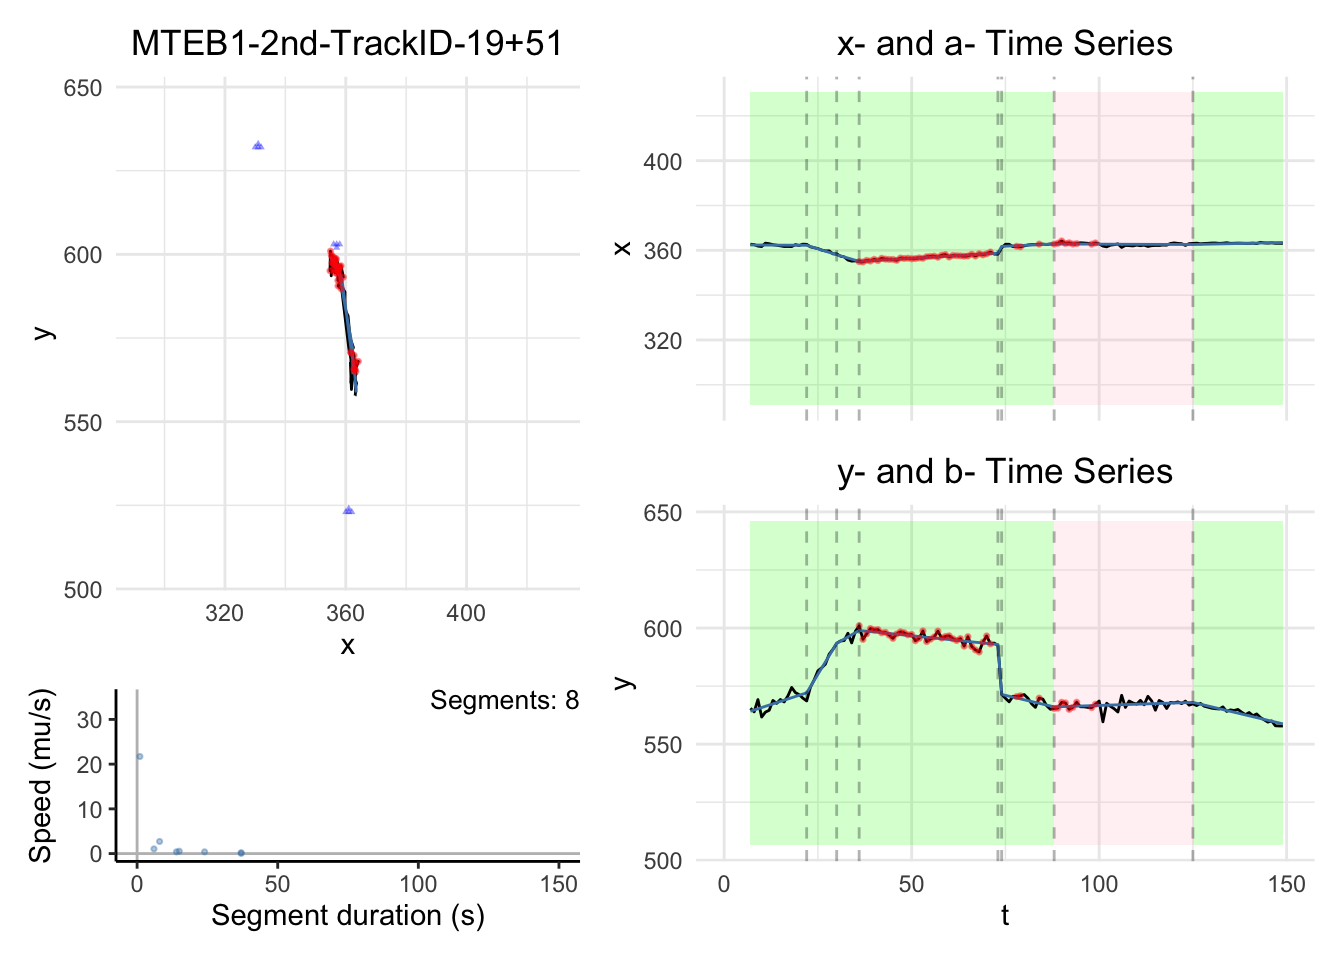 MTEB1-2nd-TrackID-19+51
650
600
550
500
y
320 360 400
x
Segments: 8
30
20
10
0
Speed (mu/s)
0 50 100 150
Segment duration (s)
x- and a- Time Series
400
360
320
x
y- and b- Time Series
650
600
550
500
y
0 50 100 150
t